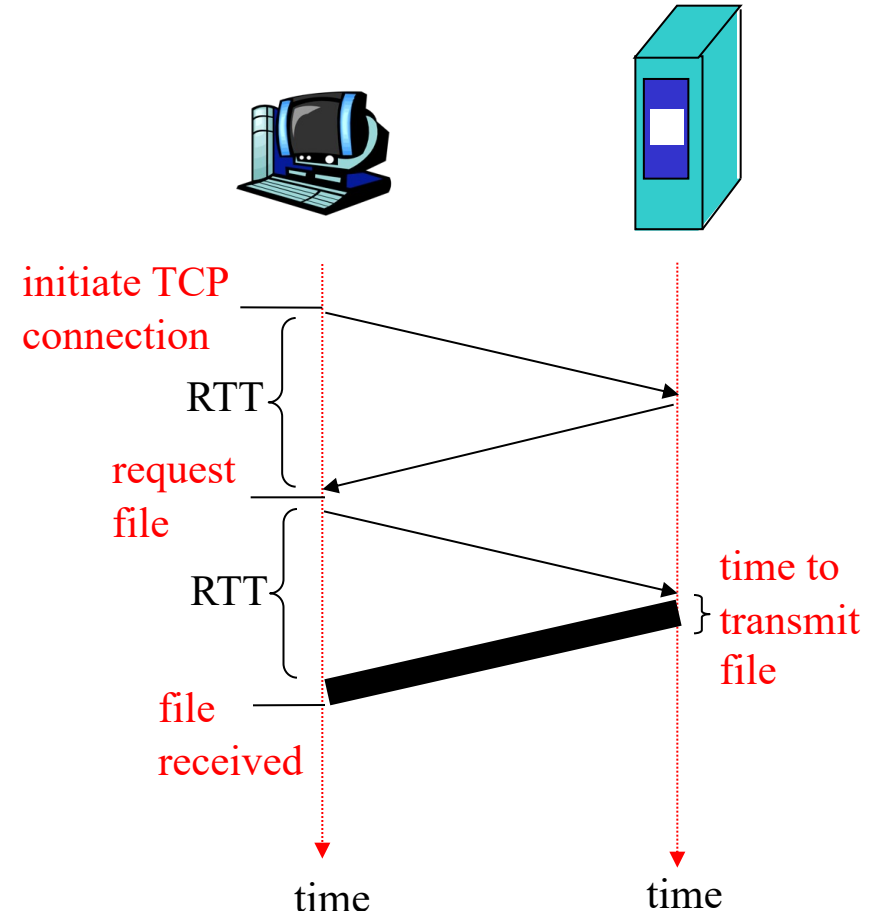 initiate TCP
connection
RTT
request
file
RTT
time to
transmit
file
file
received
time
time